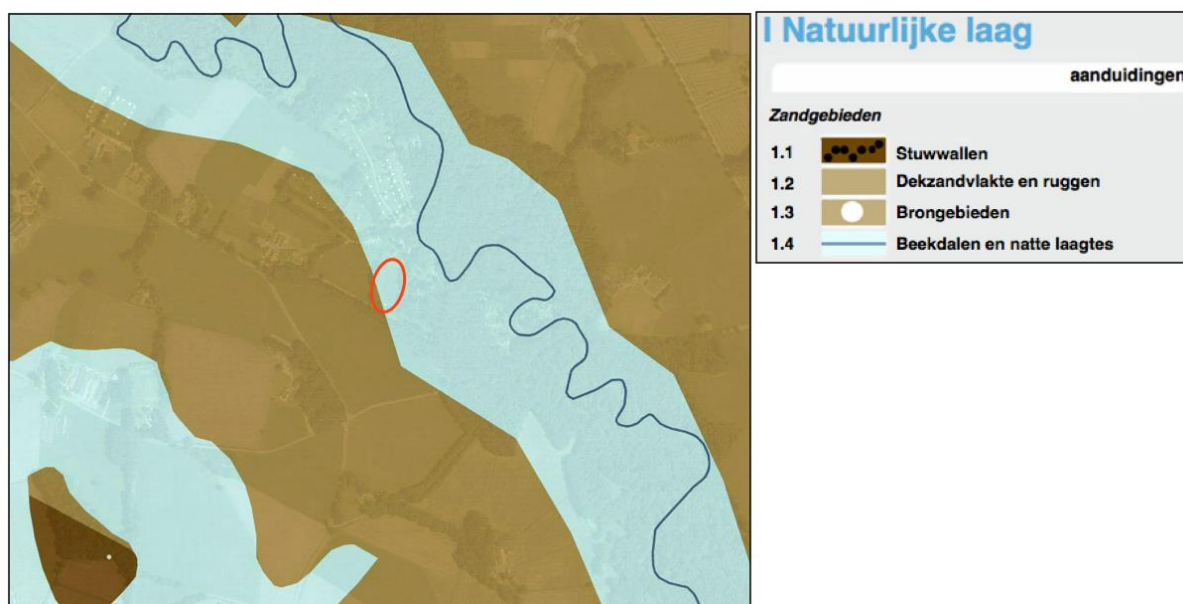 I Natuurlijke laag
aanduidingen
Zandgebieden
1.1 Stuwwallen
1.2 Dekzandvlakte en ruggen
1.3 Brongebieden
1.4 Beekdalen en natte laagtes